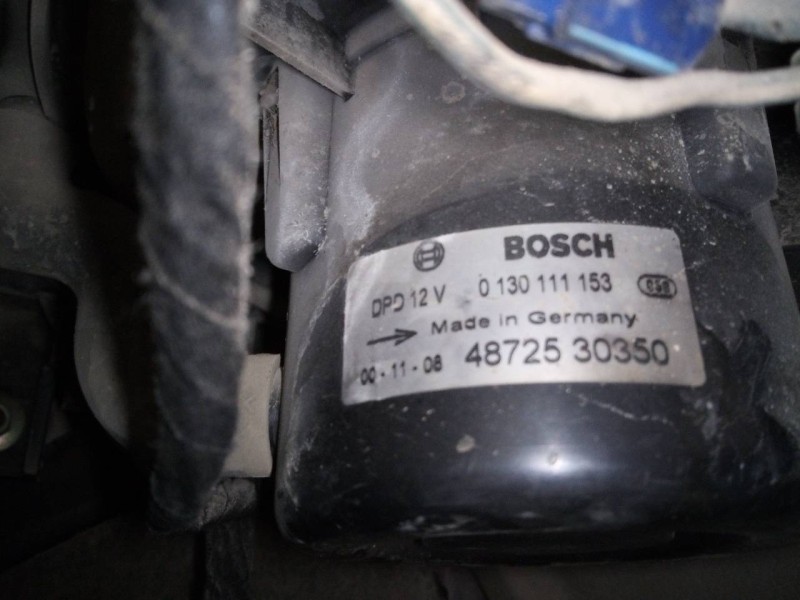 BOSCH
DPD 12 V 0 130 111 153
Made in Germany
00-11-08 48725 30350